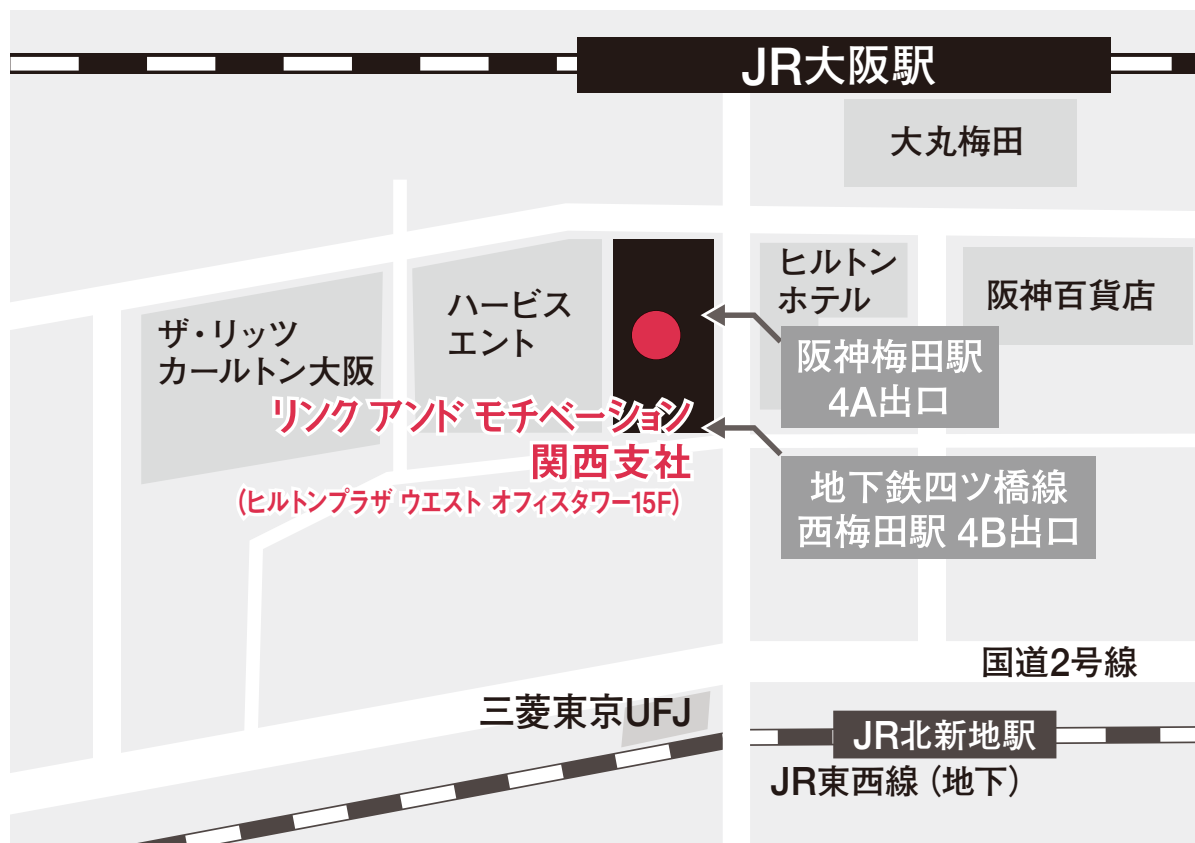 JR大阪駅
大丸梅田
ヒルトン
ホテル
阪神百貨店
ハービス
エント
ザ・リッツ
カールトン大阪
阪神梅田駅
4A出口
リンク アンド モチベーション
関西支社
(ヒルトンプラザ ウエスト オフィスタワー15F)
地下鉄四ツ橋線
西梅田駅 4B出口
国道2号線
三菱東京UFJ
JR北新地駅
JR東西線（地下）